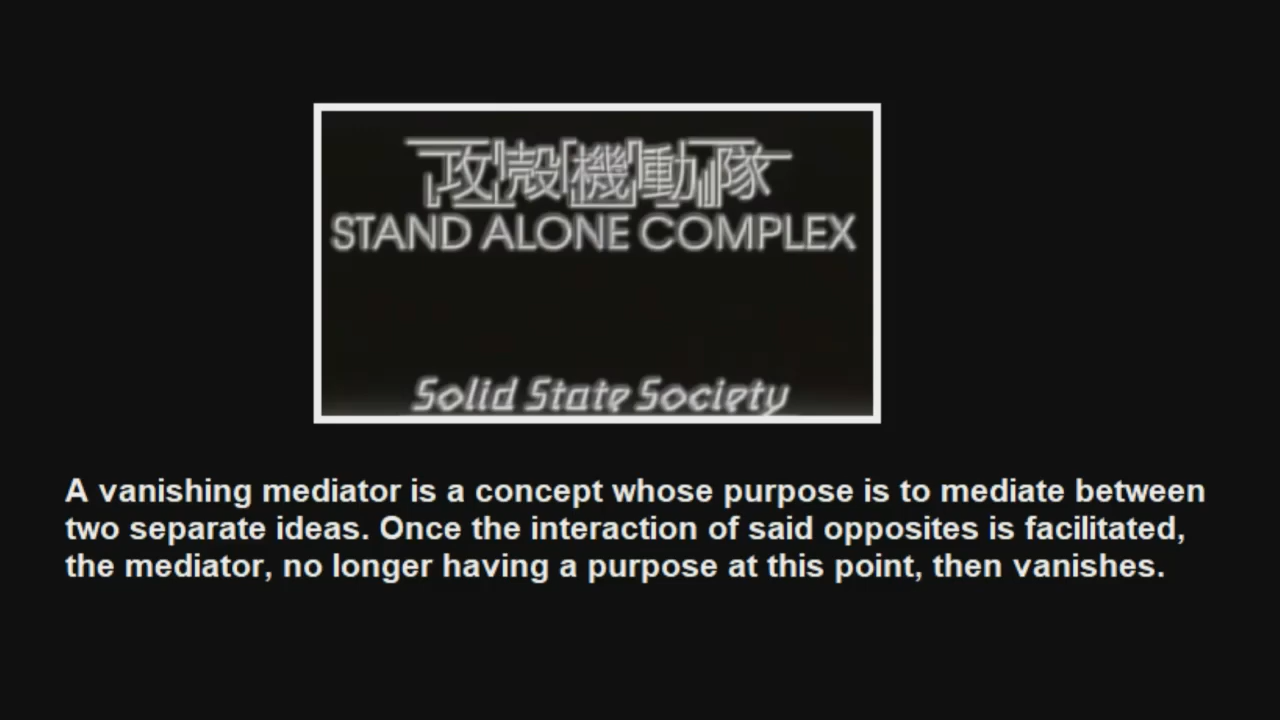 攻殻機動隊
STAND ALONE COMPLEX
Solid State Society
A vanishing mediator is a concept whose purpose is to mediate between
two separate ideas. Once the interaction of said opposites is facilitated,
the mediator, no longer having a purpose at this point, then vanishes.